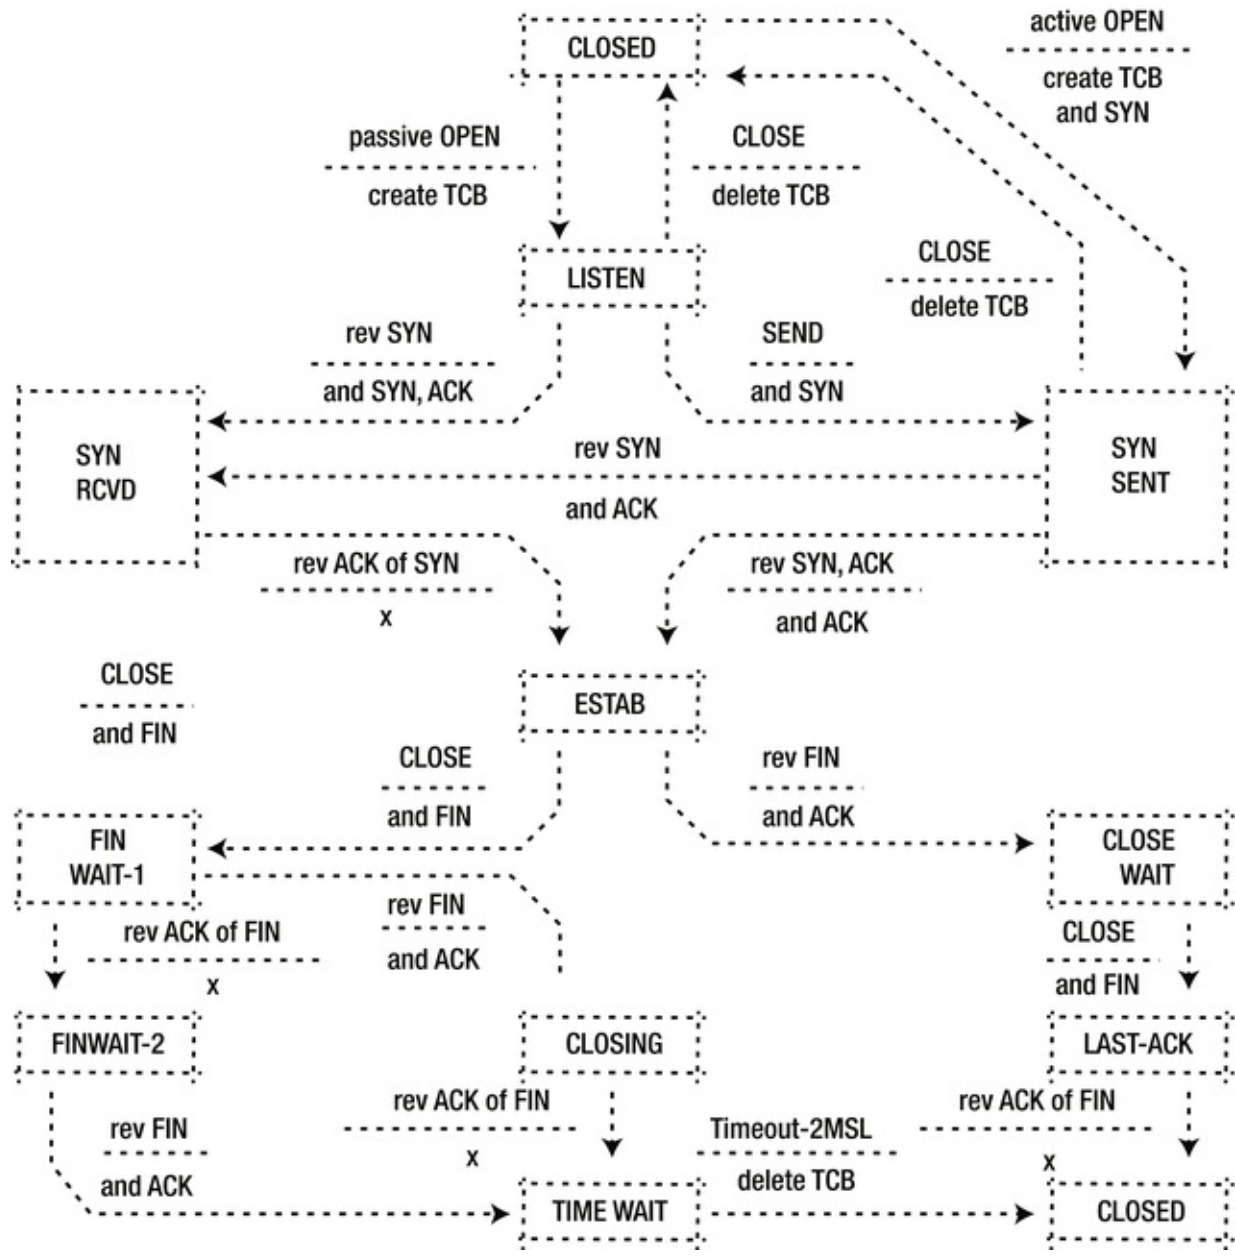 CLOSED
active OPEN
create TCB
and SYN
passive OPEN
create TCB
CLOSE
delete TCB
LISTEN
CLOSE
delete TCB
rev SYN
and SYN, ACK
SEND
and SYN
SYN
RCVD
rev SYN
and ACK
SYN
SENT
rev ACK of SYN
x
rev SYN, ACK
and ACK
CLOSE
and FIN
ESTAB
CLOSE
and FIN
rev FIN
and ACK
FIN
WAIT-1
rev FIN
and ACK
CLOSE
WAIT
rev ACK of FIN
x
CLOSE
and FIN
FINWAIT-2
CLOSING
LAST-ACK
rev FIN
and ACK
rev ACK of FIN
x
Timeout-2MSL
delete TCB
rev ACK of FIN
x
TIME WAIT
CLOSED